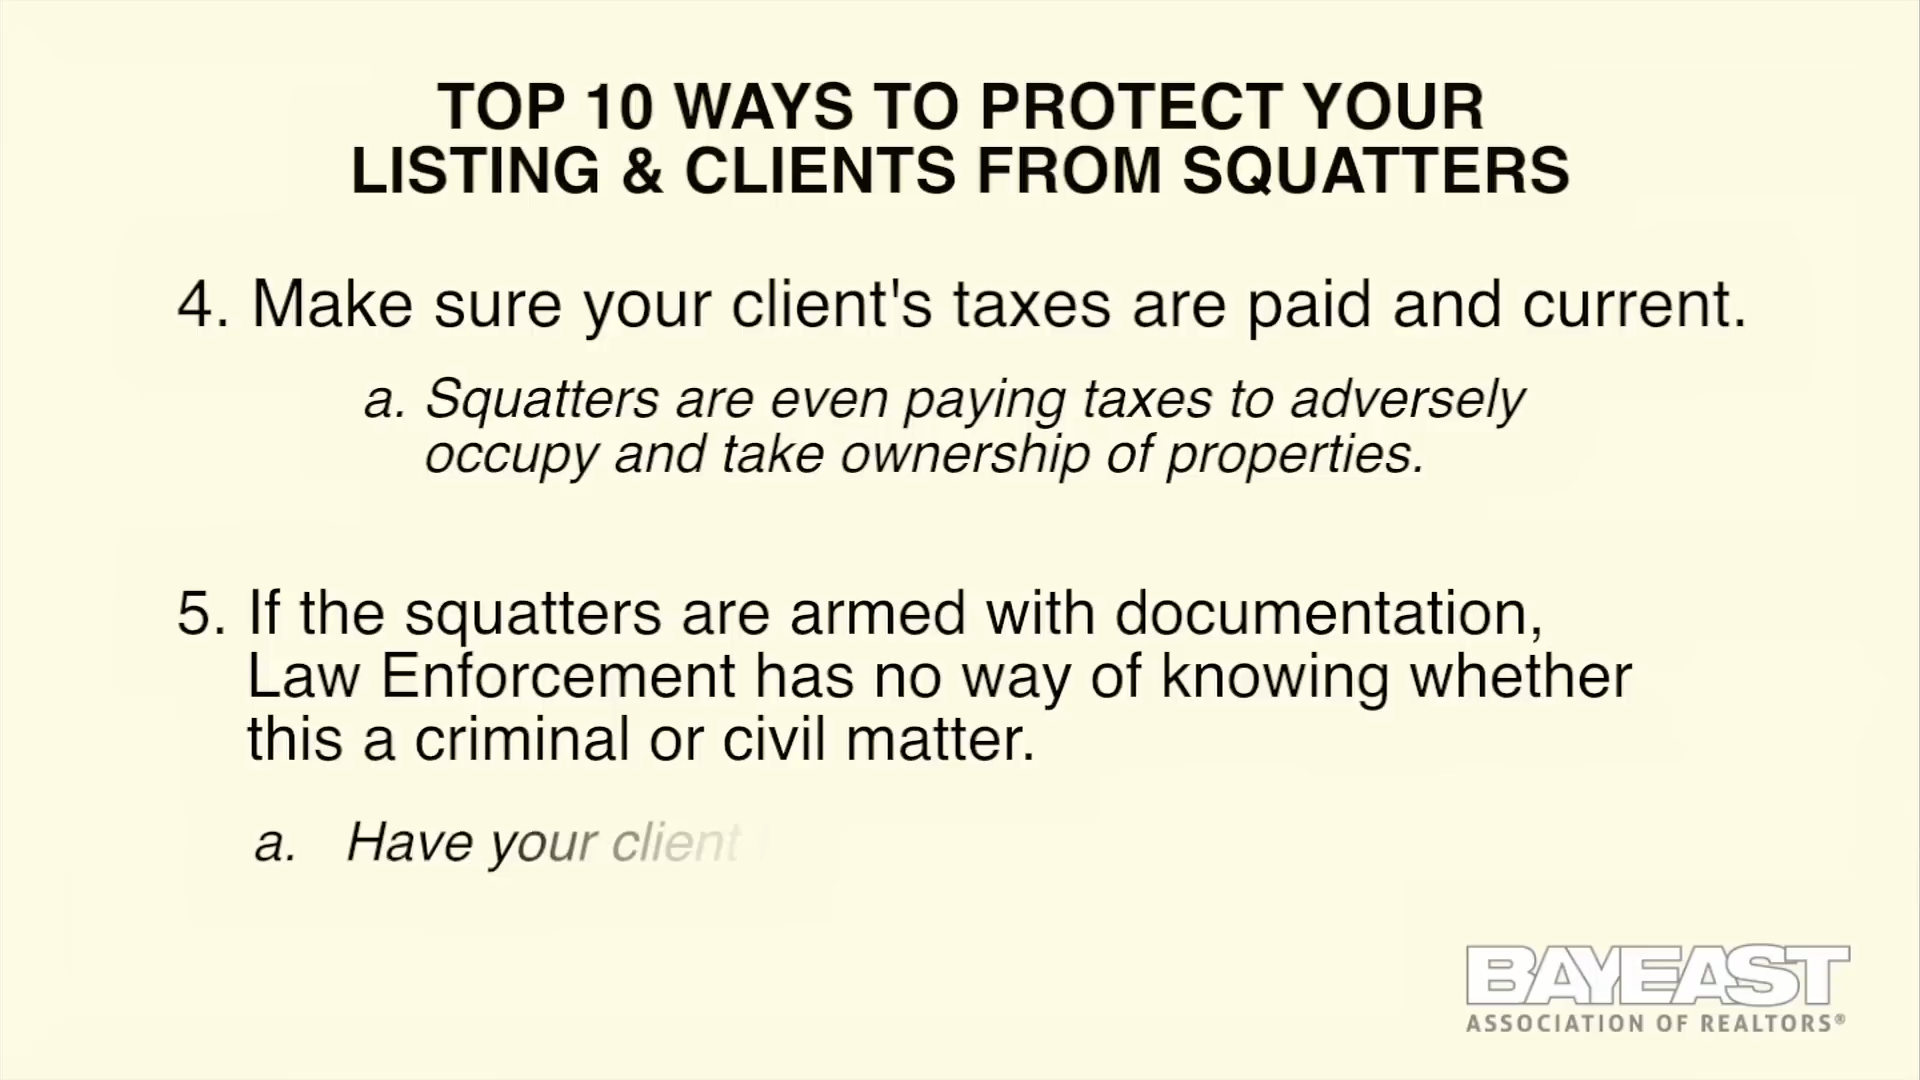 TOP 10 WAYS TO PROTECT YOUR
LISTING & CLIENTS FROM SQUATTERS
4. Make sure your client's taxes are paid and current.
a. Squatters are even paying taxes to adversely
occupy and take ownership of properties.
5. If the squatters are armed with documentation,
Law Enforcement has no way of knowing whether
this a criminal or civil matter.
a. Have your client
BAYEAST
ASSOCIATION OF REALTORS®